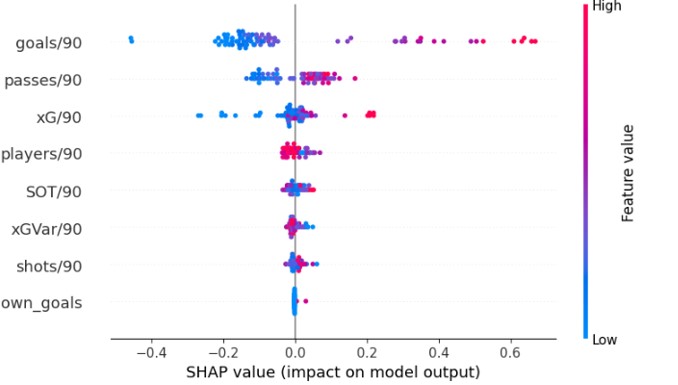 High
goals/90
passes/90
xG/90
players/90
SOT/90
xGVar/90
shots/90
own_goals
Feature value
Low
−0.4 −0.2 0.0 0.2 0.4 0.6
SHAP value (impact on model output)